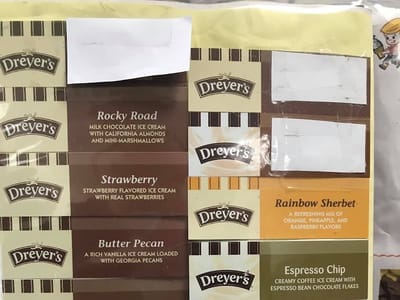 Dreyer's
Dreyer's
Rocky Road
MILK CHOCOLATE ICE CREAM
WITH CALIFORNIA ALMONDS
AND MINI-MARSHMALLOWS
Dreyer's
Strawberry
STRAWBERRY FLAVORED ICE CREAM
WITH REAL STRAWBERRIES
Dreyer's
Butter Pecan
A RICH VANILLA ICE CREAM LOADED
WITH GEORGIA PECANS
Dreyer's
Dreyer's
Dreyer's
Rainbow Sherbet
A REFRESHING MIX OF
ORANGE, PINEAPPLE, AND
RASPBERRY FLAVORS
Dreyer's
Espresso Chip
CREAMY COFFEE ICE CREAM WITH
ESPRESSO BEAN CHOCOLATE FLAKES